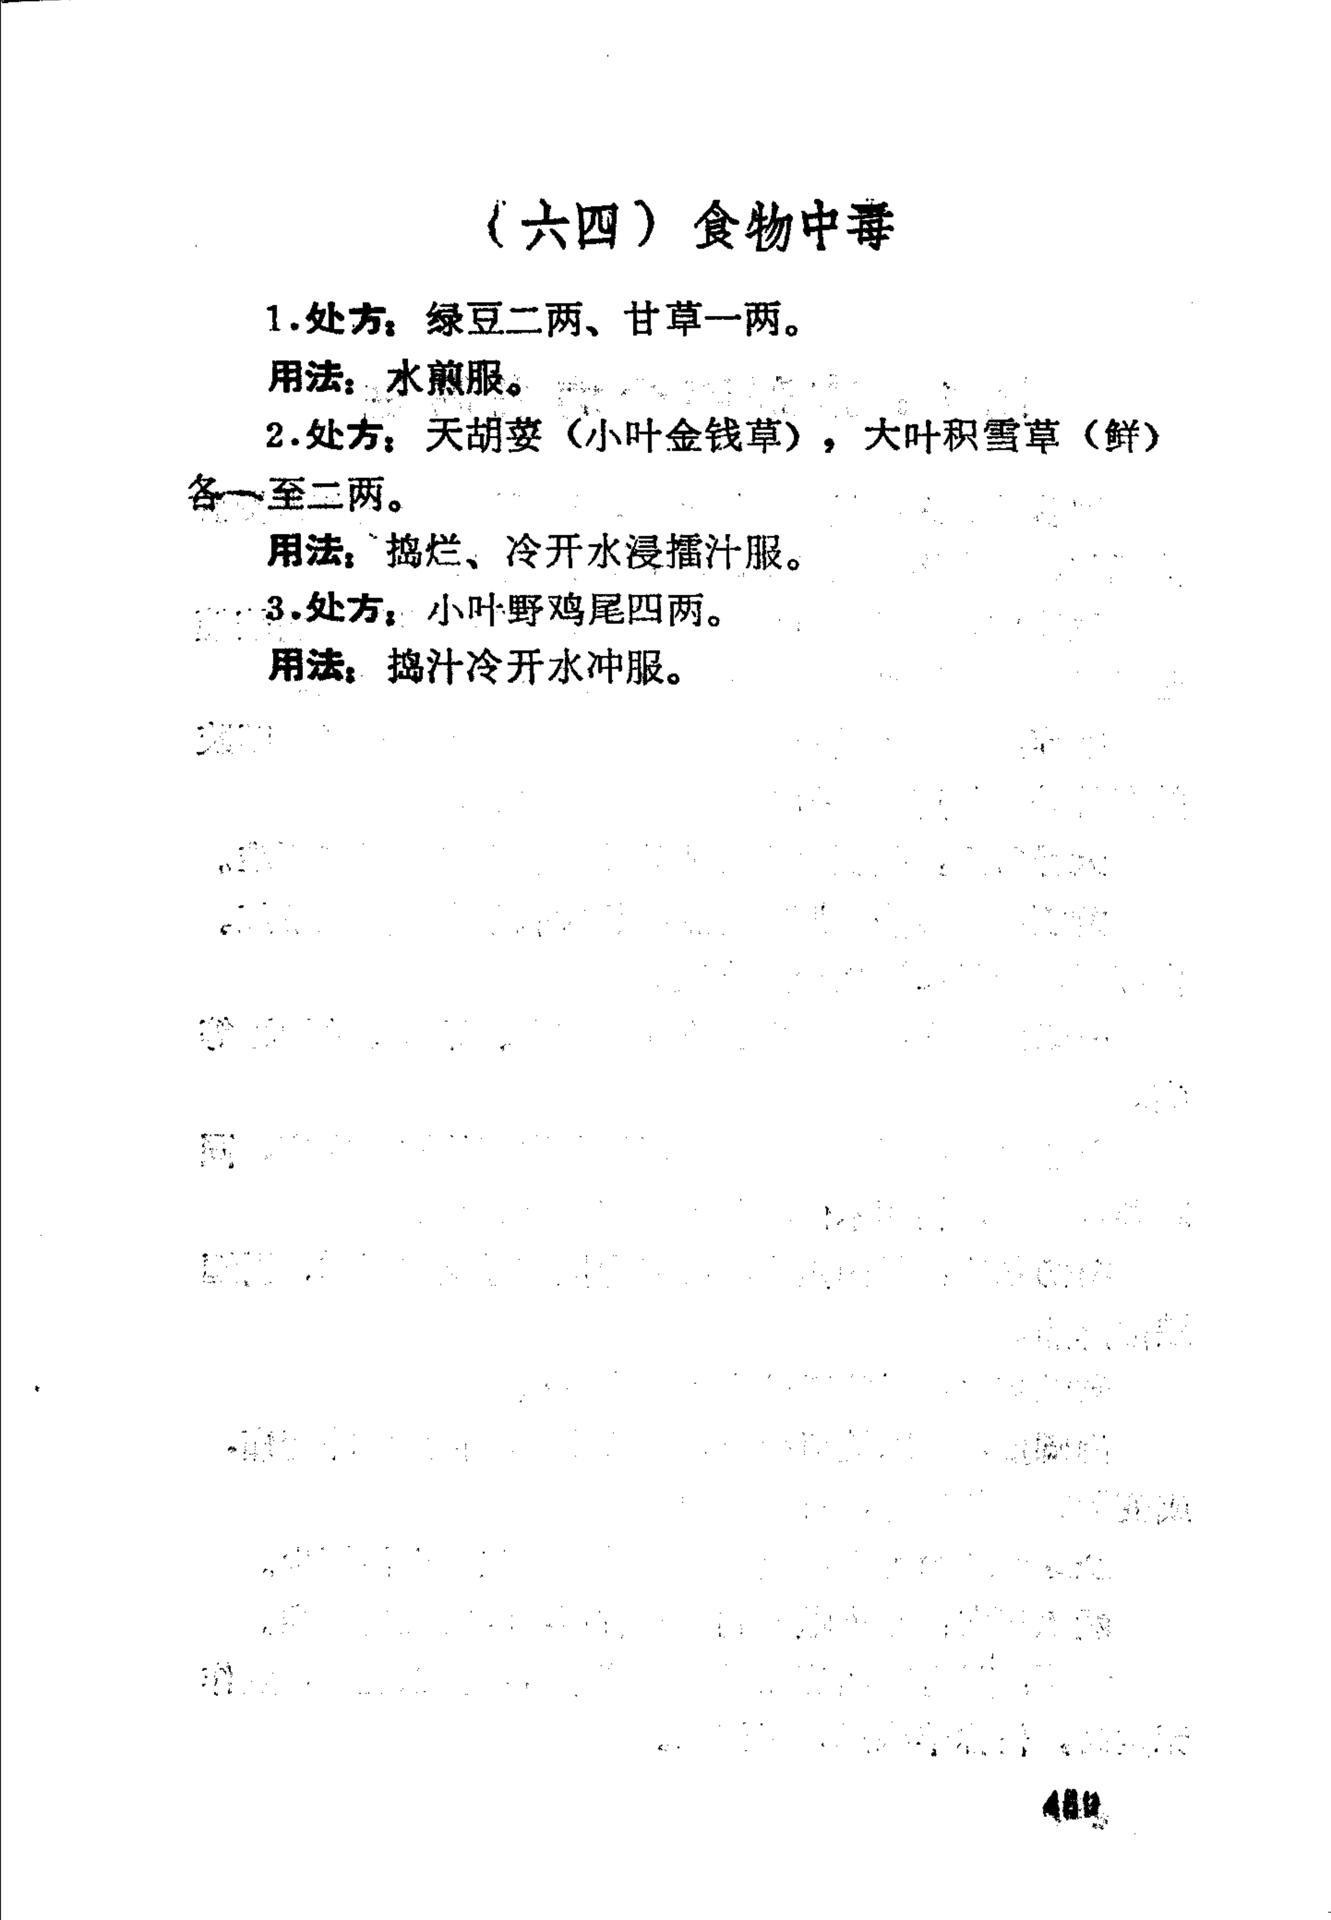 （六四）食物中毒
1.处方：绿豆二两、甘草一两。
用法：水煎服。
2.处方：天胡荽（小叶金钱草），大叶积雪草（鲜）
各一至二两。
用法：捣烂、冷开水浸擂汁服。
3.处方：小叶野鸡尾四两。
用法：捣汁冷开水冲服。